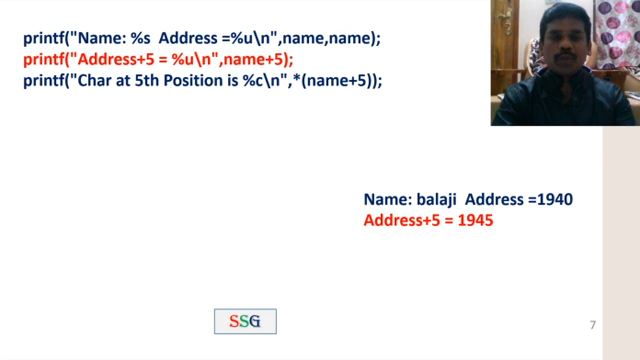 printf("Name: %s Address =%u\n",name,name);
printf("Address+5 = %u\n",name+5);
printf("Char at 5th Position is %c\n",*(name+5));
Name: balaji Address =1940
Address+5 = 1945
SSG
7